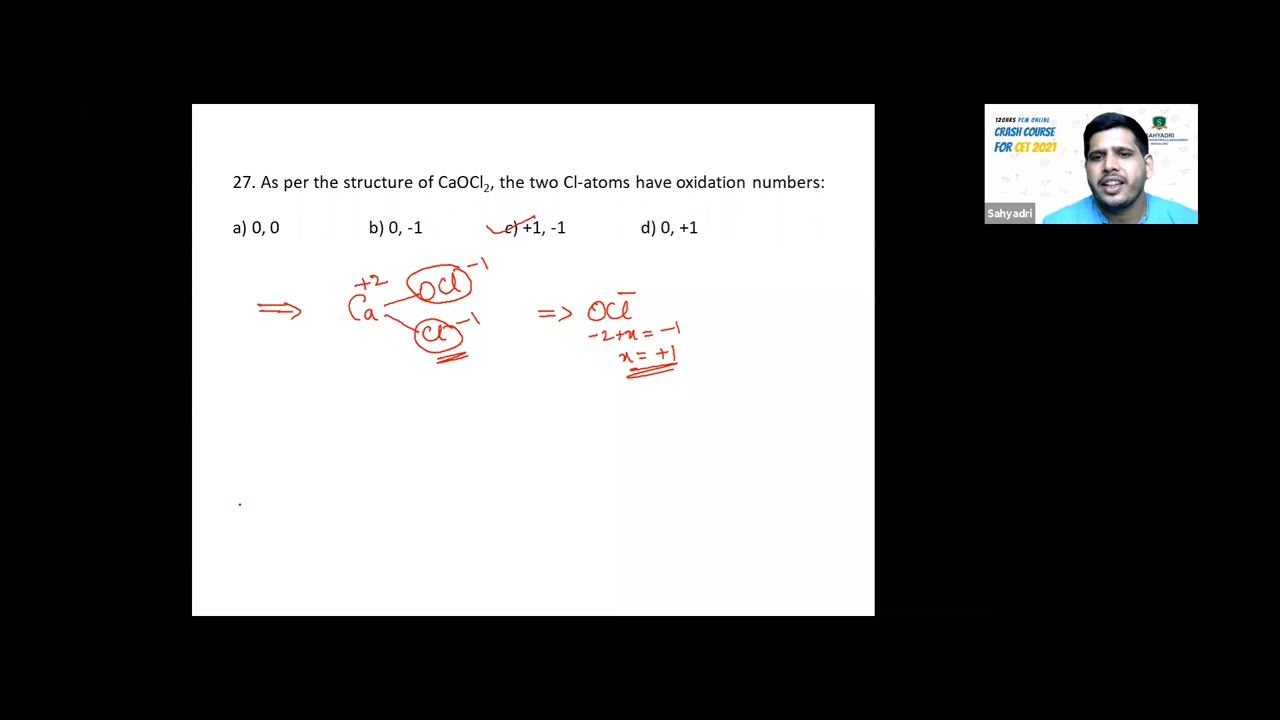 27. As per the structure of CaOCl₂, the two Cl-atoms have oxidation numbers:
a) 0, 0 b) 0, -1 c) +1, -1 d) 0, +1
+2 OCl -1
⇒ Ca => OCl⁻
Cl -1
-2+x = -1
x = +1
120HRS PCM ONLINE
CRASH COURSE
FOR CET 2021
S
SAHYADRI
Sahyadri